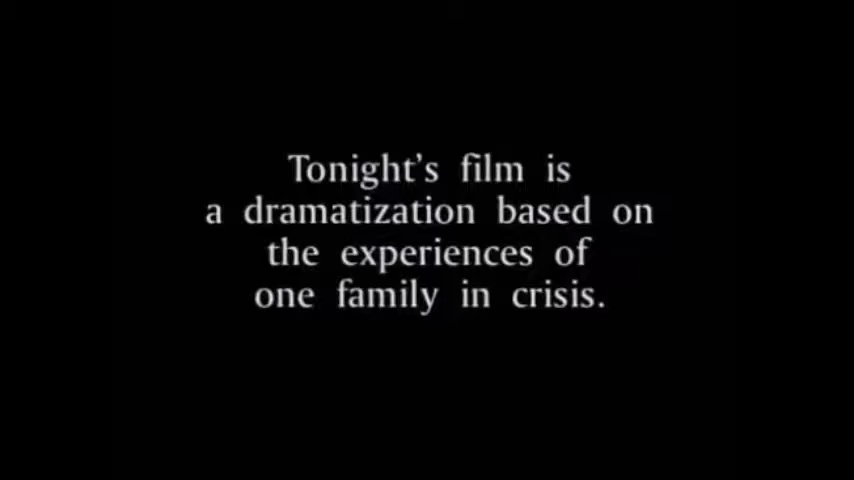 Tonight's film is
a dramatization based on
the experiences of
one family in crisis.